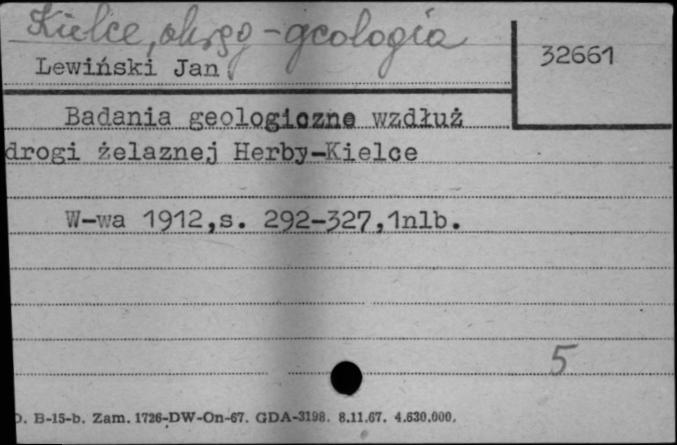 Kielce, okręg - geologia
32661
Lewiński Jan
Badania geologiczne wzdłuż
drogi żelaznej Herby-Kielce
W-wa 1912,s. 292-327,1nlb.
5
B-15-b. Zam. 1726-DW-On-67. GDA-3198. 8.11.67. 4.630.000.